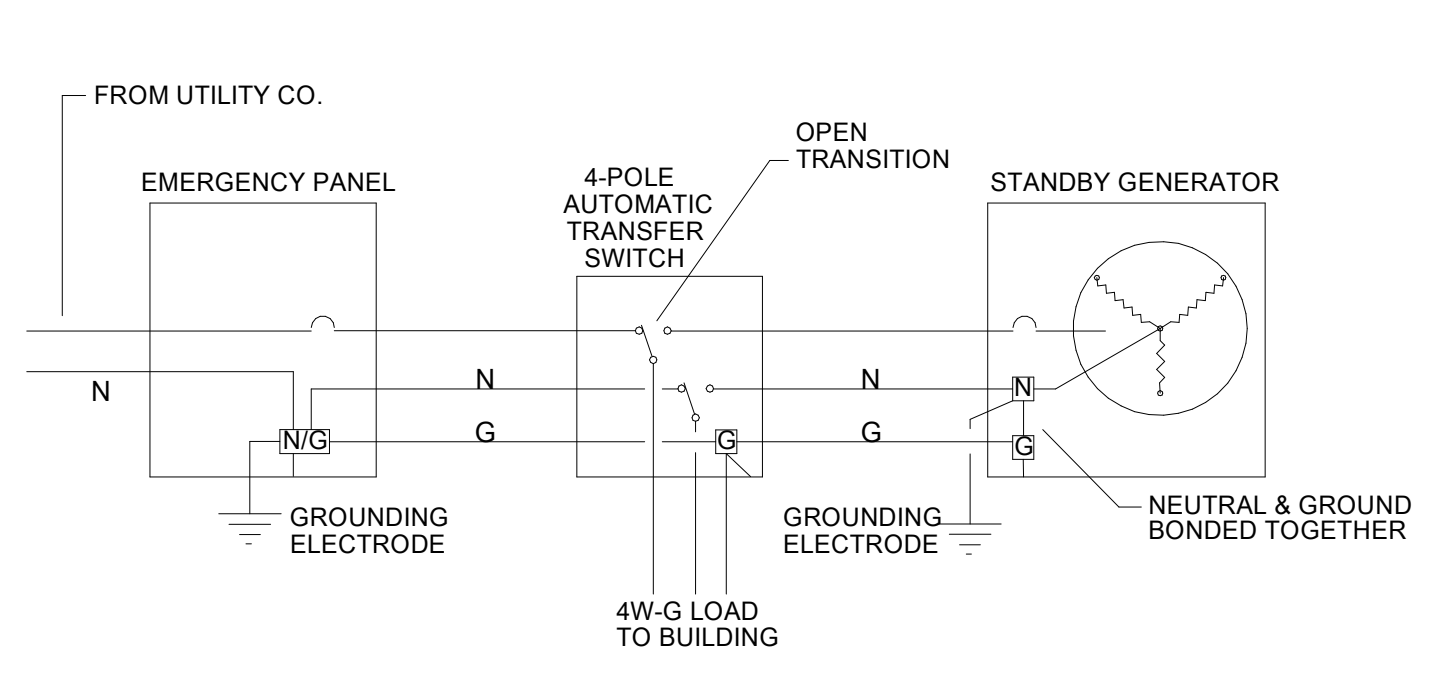 FROM UTILITY CO.
OPEN
TRANSITION
EMERGENCY PANEL
4-POLE
AUTOMATIC
TRANSFER
SWITCH
STANDBY GENERATOR
N
N
N
N
N/G
G
G
G
G
GROUNDING
ELECTRODE
GROUNDING
ELECTRODE
NEUTRAL & GROUND
BONDED TOGETHER
4W-G LOAD
TO BUILDING